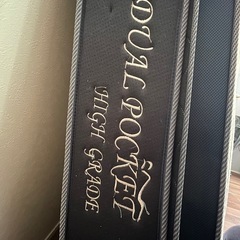 DUAL POCKET
HIGH GRADE